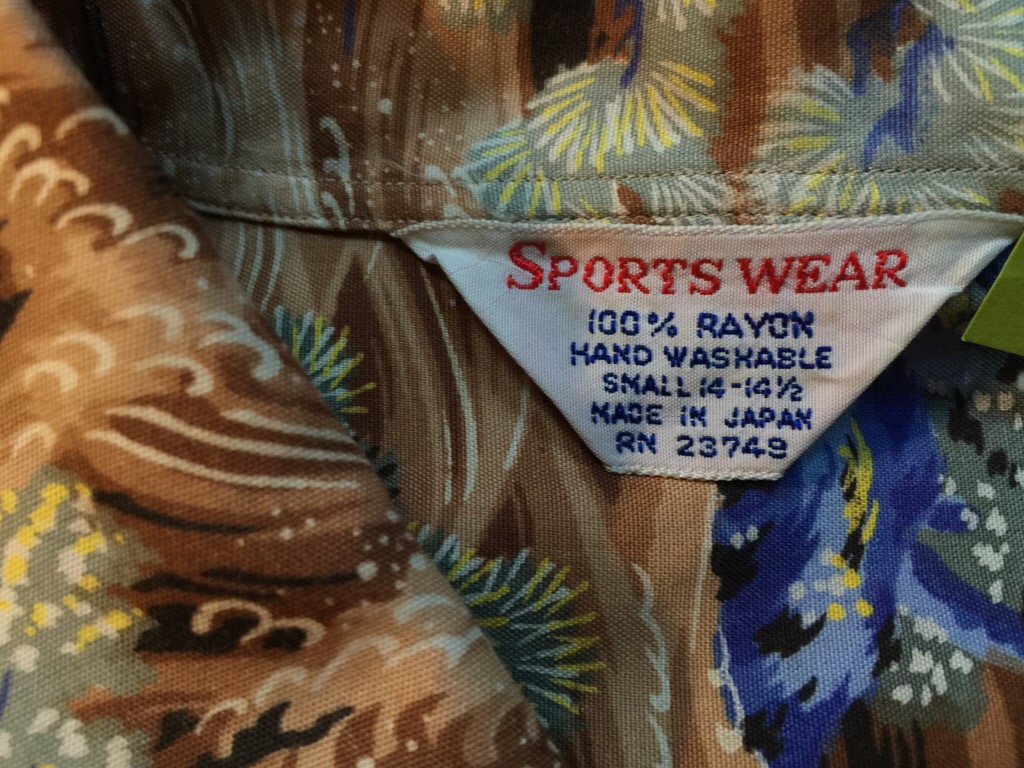 SPORTS WEAR
100% RAYON
HAND WASHABLE
SMALL 14-14½
MADE IN JAPAN
RN 23749